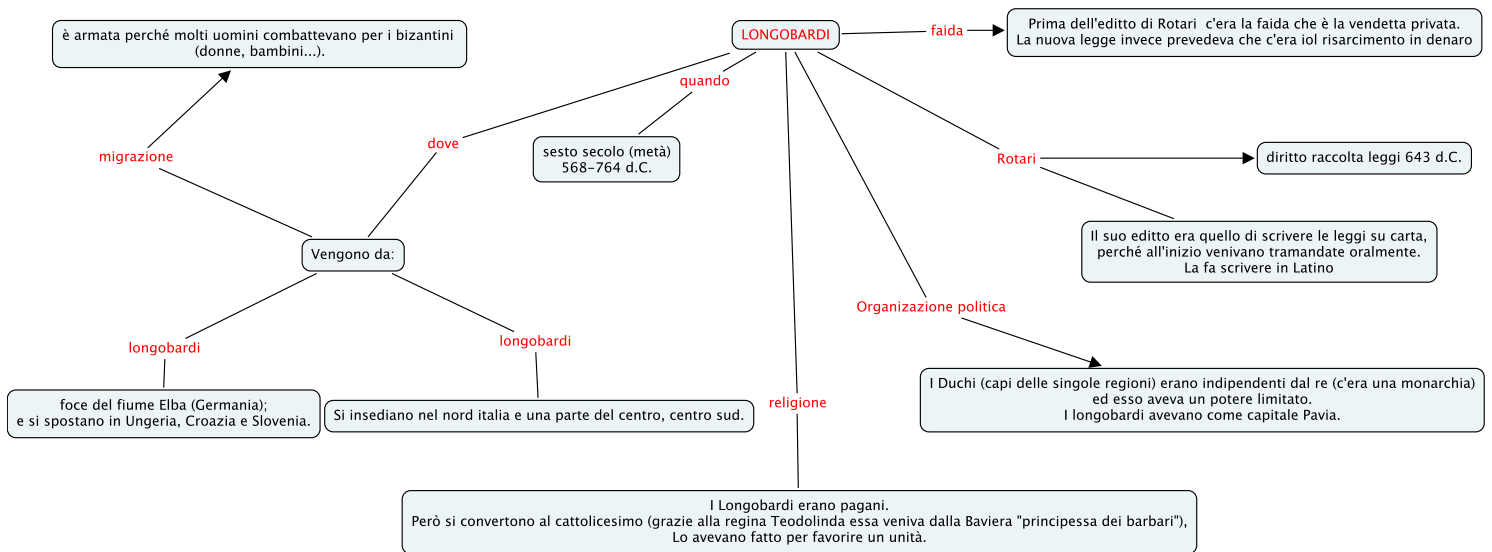 LONGOBARDI
faida
Prima dell'editto di Rotari c'era la faida che è la vendetta privata.
La nuova legge invece prevedeva che c'era iol risarcimento in denaro
è armata perché molti uomini combattevano per i bizantini
(donne, bambini...).
quando
dove
migrazione
sesto secolo (metà)
568-764 d.C.
Rotari
diritto raccolta leggi 643 d.C.
Il suo editto era quello di scrivere le leggi su carta,
perché all'inizio venivano tramandate oralmente.
La fa scrivere in Latino
Vengono da:
Organizazione politica
longobardi
longobardi
foce del fiume Elba (Germania);
e si spostano in Ungeria, Croazia e Slovenia.
Si insediano nel nord italia e una parte del centro, centro sud.
religione
I Duchi (capi delle singole regioni) erano indipendenti dal re (c'era una monarchia)
ed esso aveva un potere limitato.
I longobardi avevano come capitale Pavia.
I Longobardi erano pagani.
Però si convertono al cattolicesimo (grazie alla regina Teodolinda essa veniva dalla Baviera "principessa dei barbari"),
Lo avevano fatto per favorire un unità.